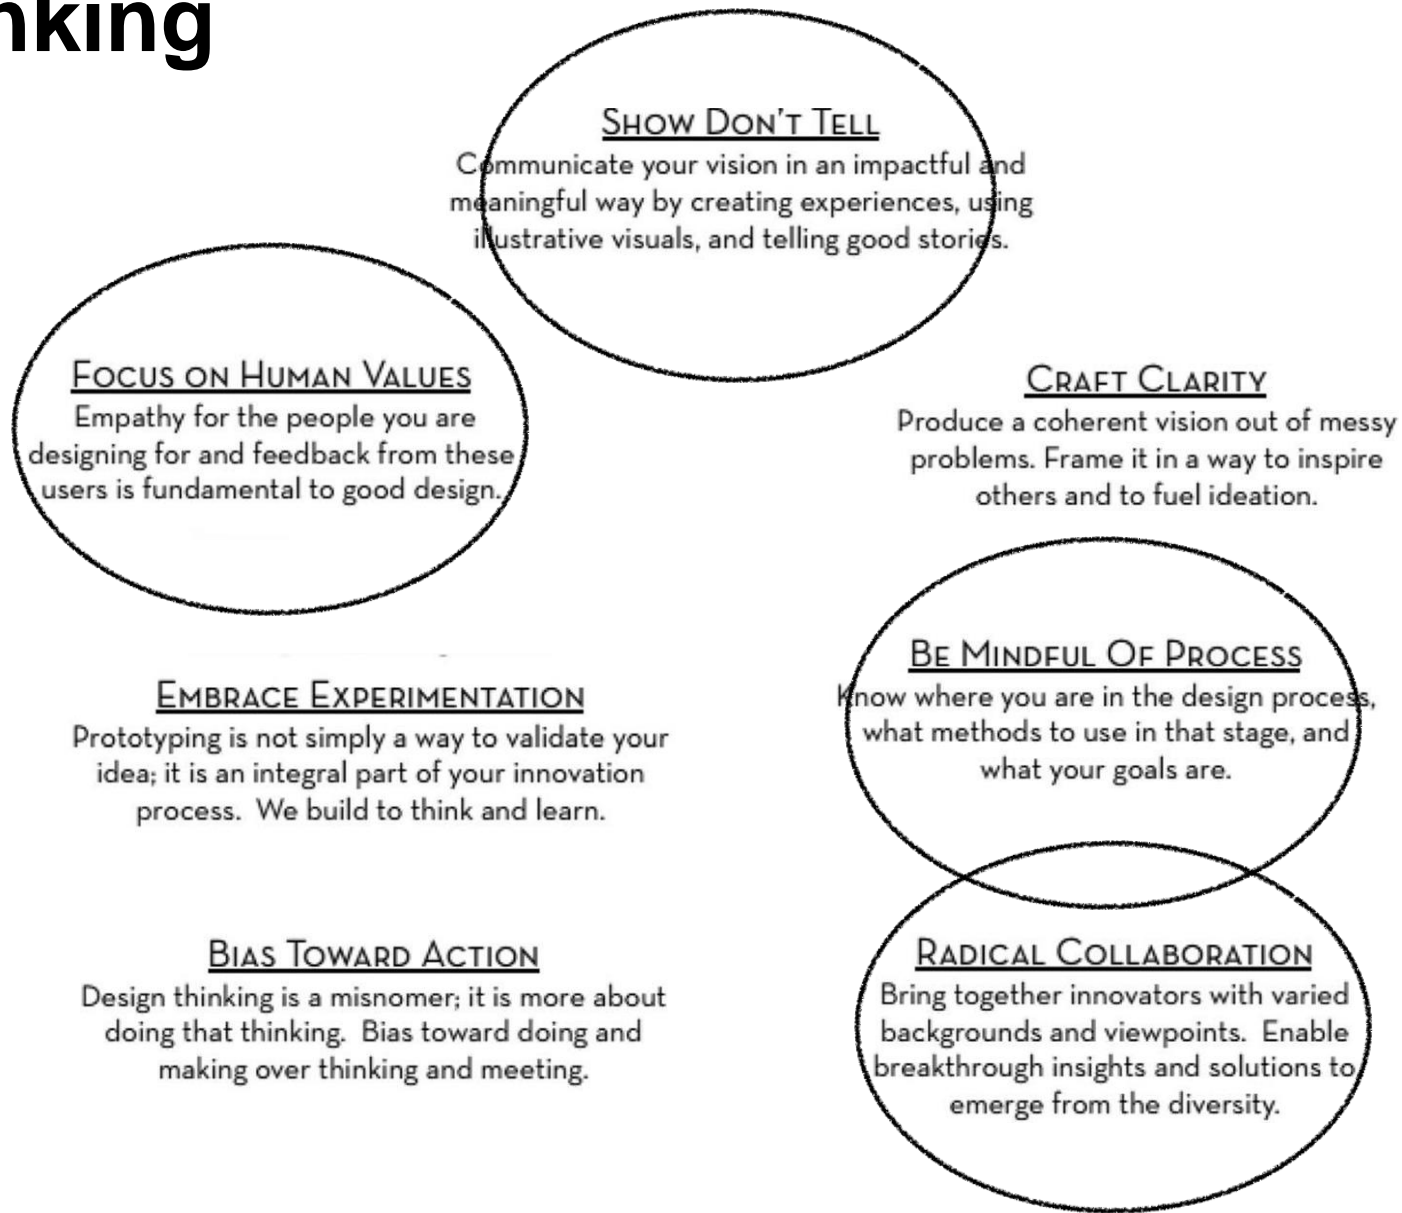 nking
SHOW DON'T TELL
Communicate your vision in an impactful and
meaningful way by creating experiences, using
illustrative visuals, and telling good stories.
FOCUS ON HUMAN VALUES
Empathy for the people you are
designing for and feedback from these
users is fundamental to good design.
CRAFT CLARITY
Produce a coherent vision out of messy
problems. Frame it in a way to inspire
others and to fuel ideation.
EMBRACE EXPERIMENTATION
Prototyping is not simply a way to validate your
idea; it is an integral part of your innovation
process. We build to think and learn.
BE MINDFUL OF PROCESS
Know where you are in the design process,
what methods to use in that stage, and
what your goals are.
BIAS TOWARD ACTION
Design thinking is a misnomer; it is more about
doing that thinking. Bias toward doing and
making over thinking and meeting.
RADICAL COLLABORATION
Bring together innovators with varied
backgrounds and viewpoints. Enable
breakthrough insights and solutions to
emerge from the diversity.